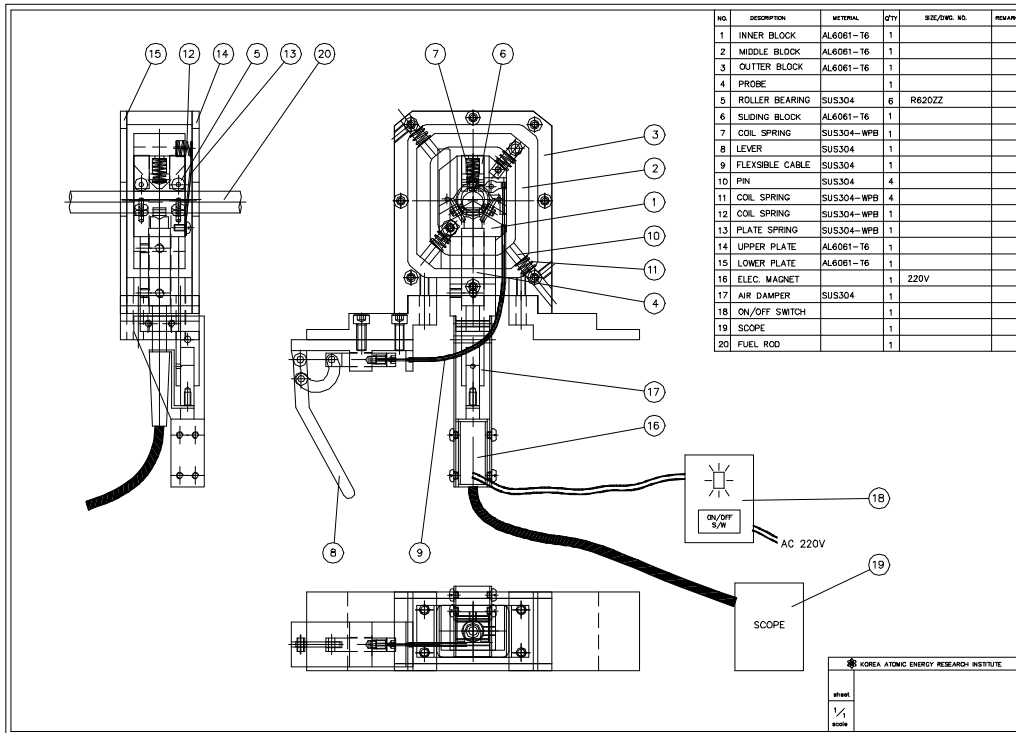 NO. DESCRIPTION METERIAL Q'TY SIZE/DWG. NO. REMARK
1 INNER BLOCK AL6061-T6 1
2 MIDDLE BLOCK AL6061-T6 1
3 OUTTER BLOCK AL6061-T6 1
4 PROBE 1
5 ROLLER BEARING SUS304 6 R620ZZ
6 SLIDING BLOCK AL6061-T6 1
7 COIL SPRING SUS304-WPB 1
8 LEVER SUS304 1
9 FLEXSIBLE CABLE SUS304 1
10 PIN SUS304 4
11 COIL SPRING SUS304-WPB 4
12 COIL SPRING SUS304-WPB 1
13 PLATE SPRING SUS304-WPB 1
14 UPPER PLATE AL6061-T6 1
15 LOWER PLATE AL6061-T6 1
16 ELEC. MAGNET 1 220V
17 AIR DAMPER SUS304 1
18 ON/OFF SWITCH 1
19 SCOPE 1
20 FUEL ROD 1
15 12 14 5 13 20
7 6
3
2
1
10
11
4
17
16
8
9
ON/OFF
S/W
18
AC 220V
19
SCOPE
KOREA ATOMIC ENERGY RESEARCH INSTITUTE
sheet
1/1
scale